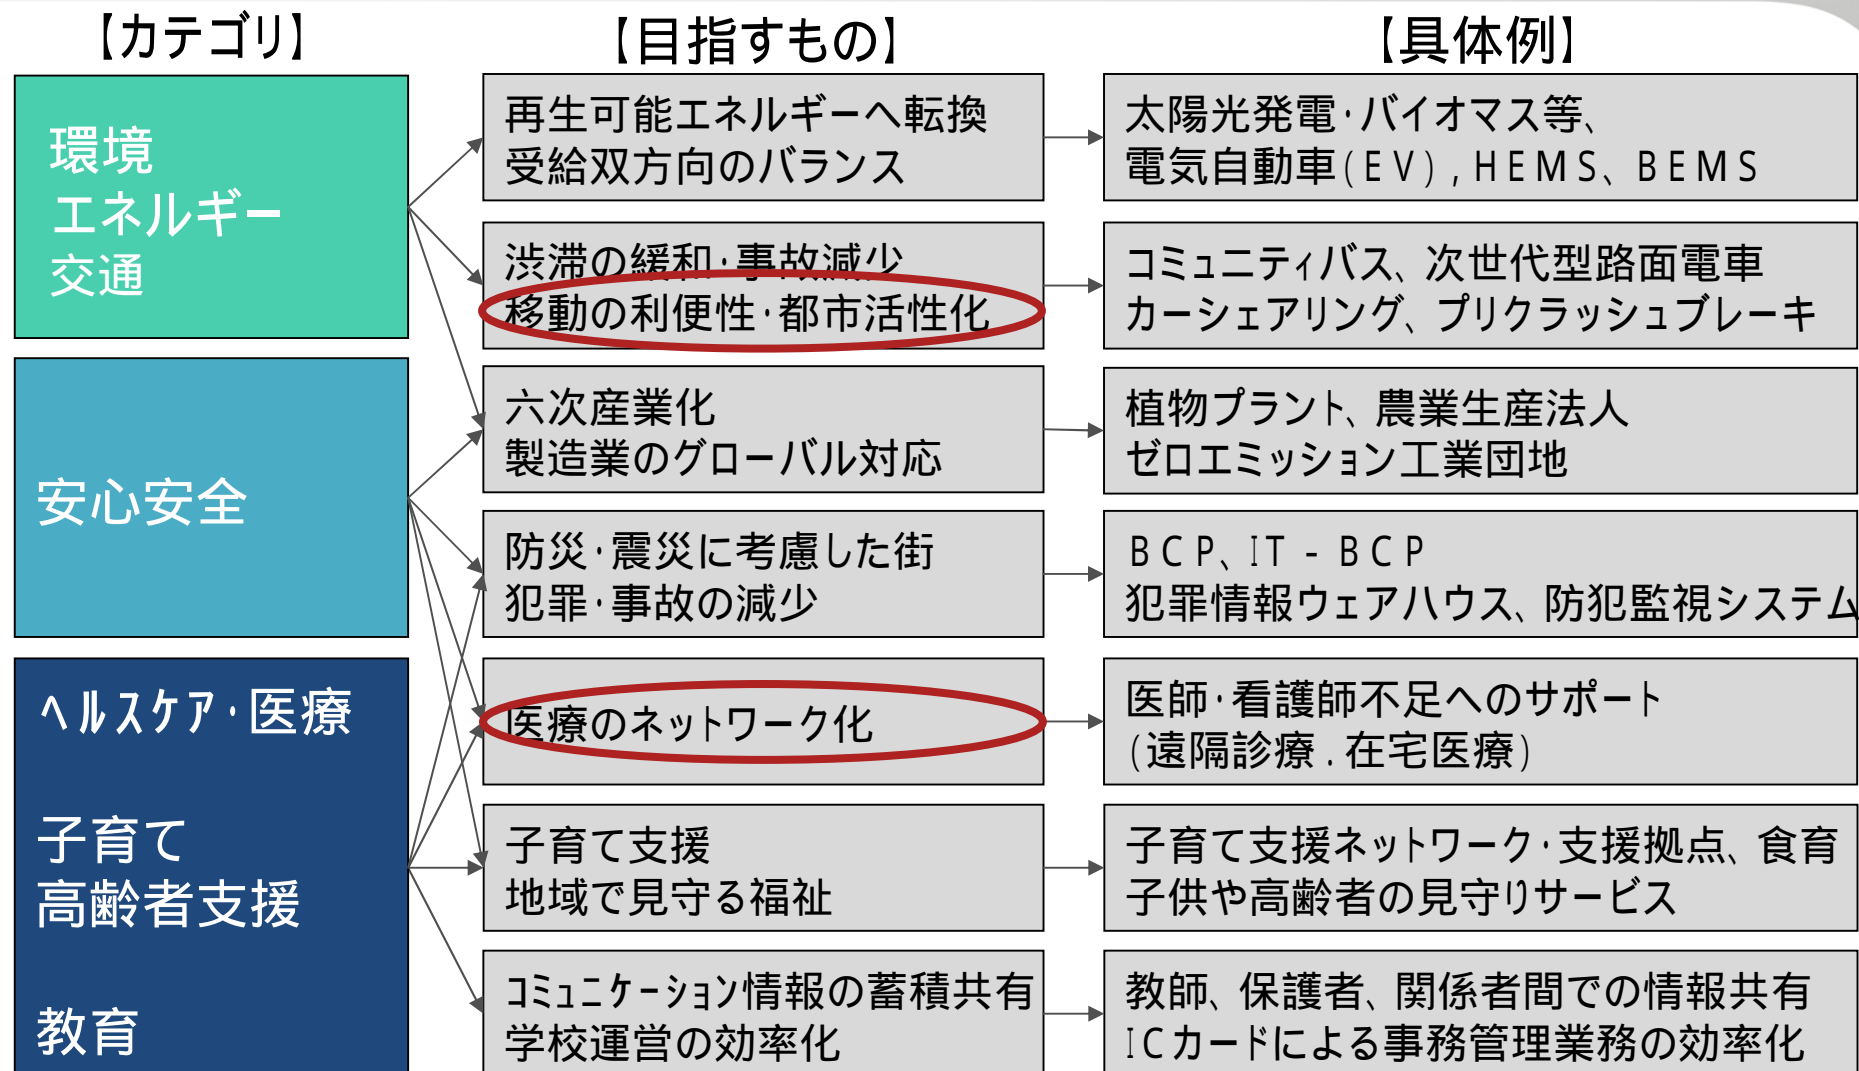 【カテゴリ】
【目指すもの】
【具体例】
環境
エネルギー
交通
安心安全
ヘルスケア・医療
子育て
高齢者支援
教育
再生可能エネルギーへ転換
受給双方向のバランス
渋滞の緩和・事故減少
移動の利便性・都市活性化
六次産業化
製造業のグローバル対応
防災・震災に考慮した街
犯罪・事故の減少
医療のネットワーク化
子育て支援
地域で見守る福祉
コミュニケーション情報の蓄積共有
学校運営の効率化
太陽光発電・バイオマス等、
電気自動車(EV),HEMS、BEMS
コミュニティバス、次世代型路面電車
カーシェアリング、プリクラッシュブレーキ
植物プラント、農業生産法人
ゼロエミッション工業団地
BCP、IT-BCP
犯罪情報ウェアハウス、防犯監視システム
医師・看護師不足へのサポート
(遠隔診療.在宅医療)
子育て支援ネットワーク・支援拠点、食育
子供や高齢者の見守りサービス
教師、保護者、関係者間での情報共有
ICカードによる事務管理業務の効率化